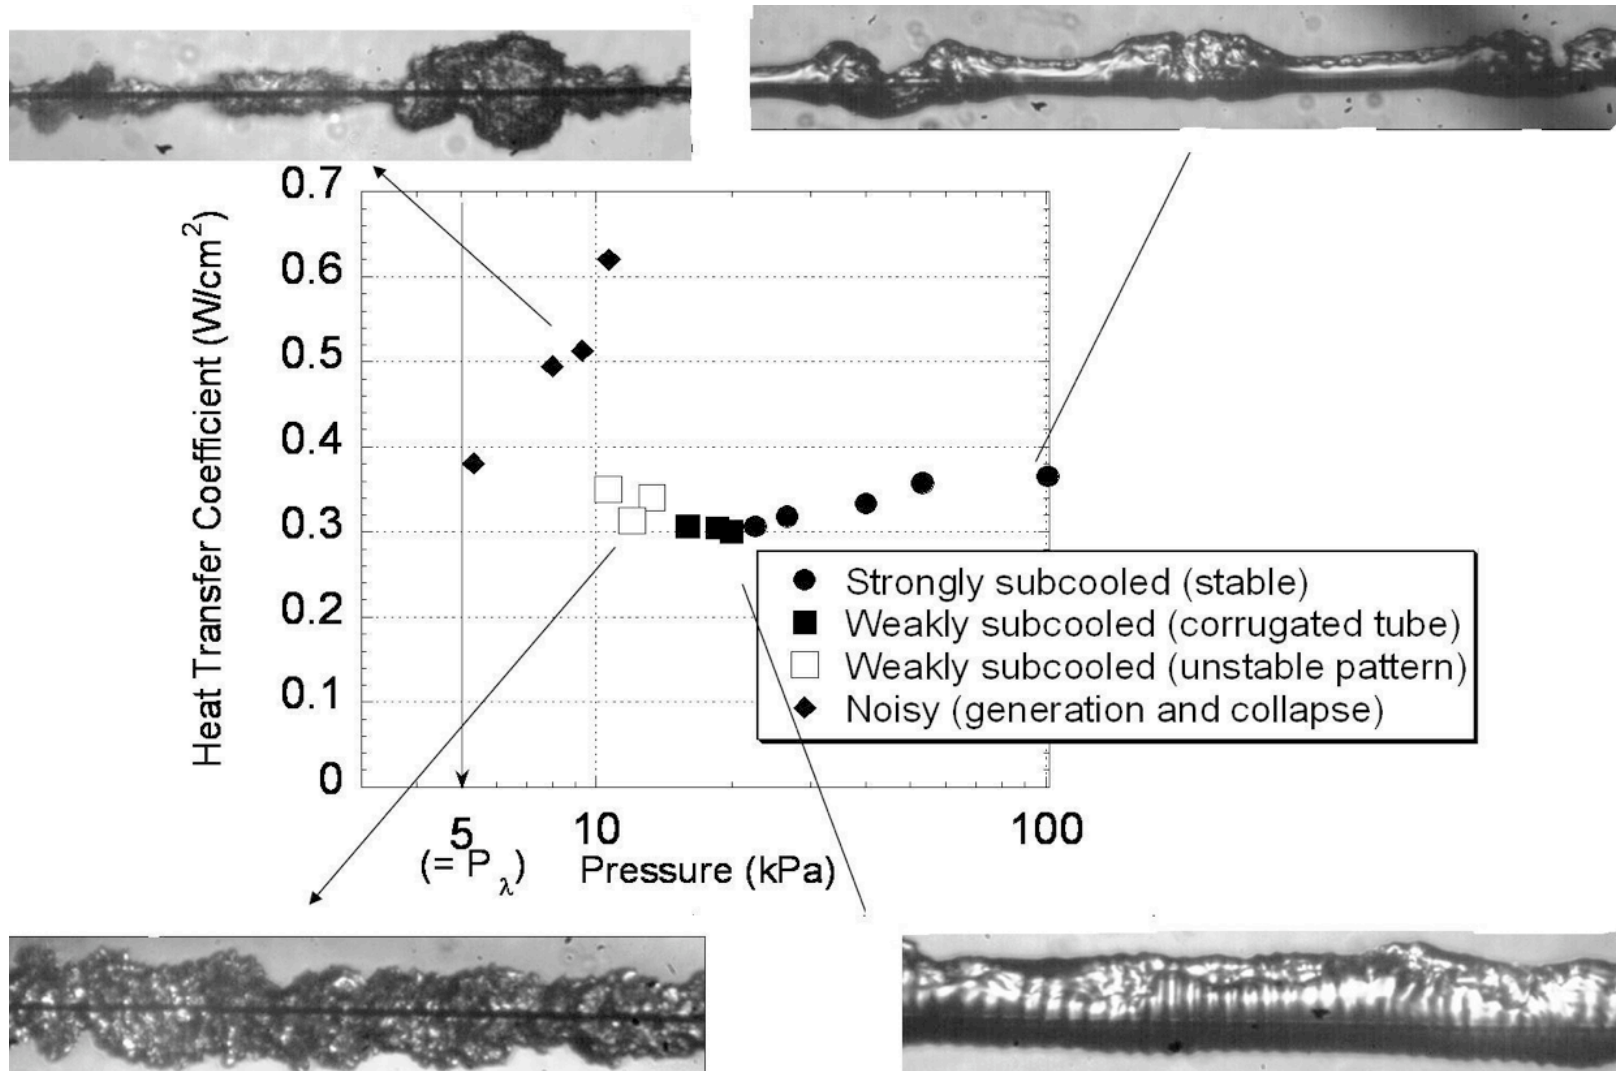 0.7
0.6
0.5
0.4
0.3
0.2
0.1
0
Heat Transfer Coefficient (W/cm²)
Strongly subcooled (stable)
Weakly subcooled (corrugated tube)
Weakly subcooled (unstable pattern)
Noisy (generation and collapse)
5 10 100
(= Pλ) Pressure (kPa)